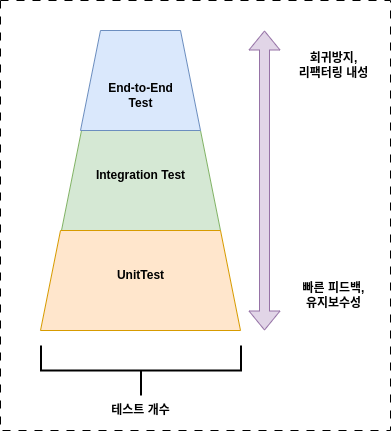 End-to-End
Test
Integration Test
UnitTest
회귀방지,
리팩터링 내성
빠른 피드백,
유지보수성
테스트 개수